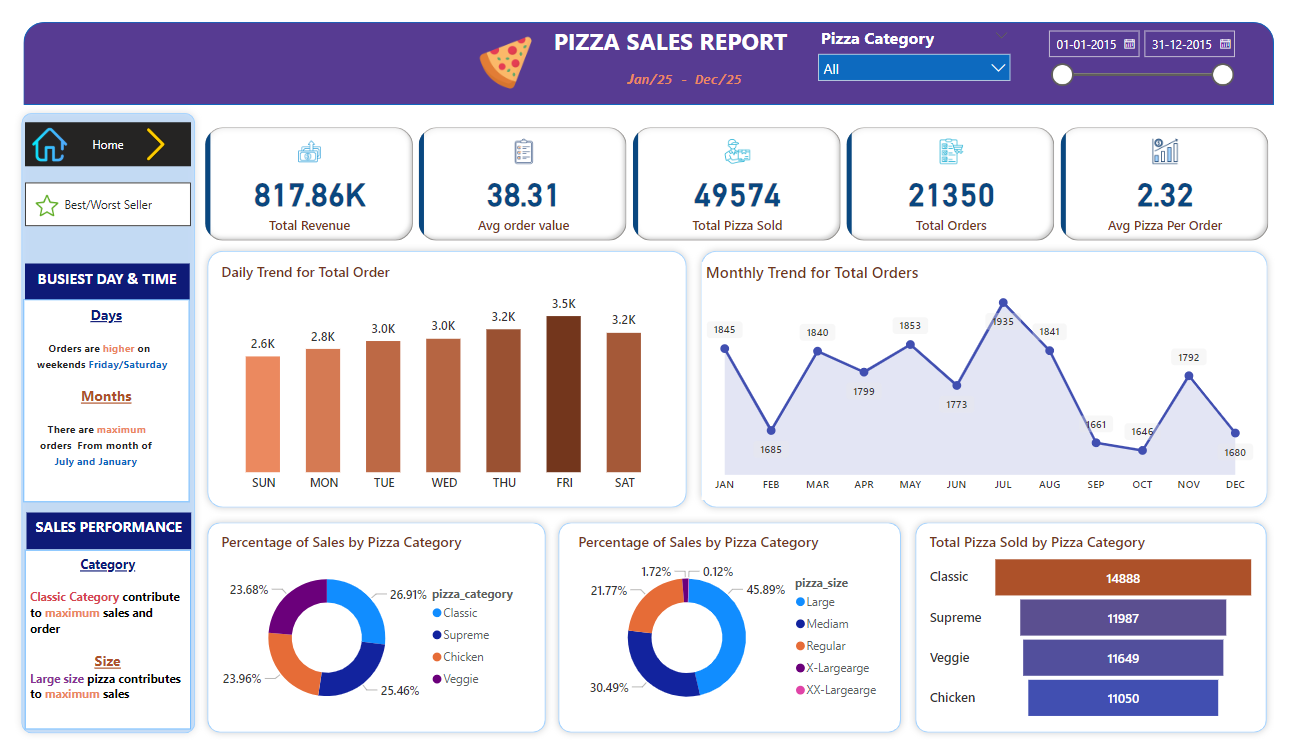 PIZZA SALES REPORT
Jan/25 - Dec/25
Pizza Category
All
01-01-2015
31-12-2015
Home
Best/Worst Seller
BUSIEST DAY & TIME
Days
Orders are higher on
weekends Friday/Saturday
Months
There are maximum
orders From month of
July and January
SALES PERFORMANCE
Category
Classic Category contribute
to maximum sales and
order
Size
Large size pizza contributes
to maximum sales
817.86K
Total Revenue
38.31
Avg order value
49574
Total Pizza Sold
21350
Total Orders
2.32
Avg Pizza Per Order
Daily Trend for Total Order
2.6K
2.8K
3.0K
3.0K
3.2K
3.5K
3.2K
SUN MON TUE WED THU FRI SAT
Monthly Trend for Total Orders
1845
1685
1840
1799
1853
1773
1935
1841
1661
1646
1792
1680
JAN FEB MAR APR MAY JUN JUL AUG SEP OCT NOV DEC
Percentage of Sales by Pizza Category
23.68%
26.91%
23.96%
25.46%
pizza_category
Classic
Supreme
Chicken
Veggie
Percentage of Sales by Pizza Category
1.72%
0.12%
21.77%
45.89%
30.49%
pizza_size
Large
Mediam
Regular
X-Largearge
XX-Largearge
Total Pizza Sold by Pizza Category
Classic 14888
Supreme 11987
Veggie 11649
Chicken 11050